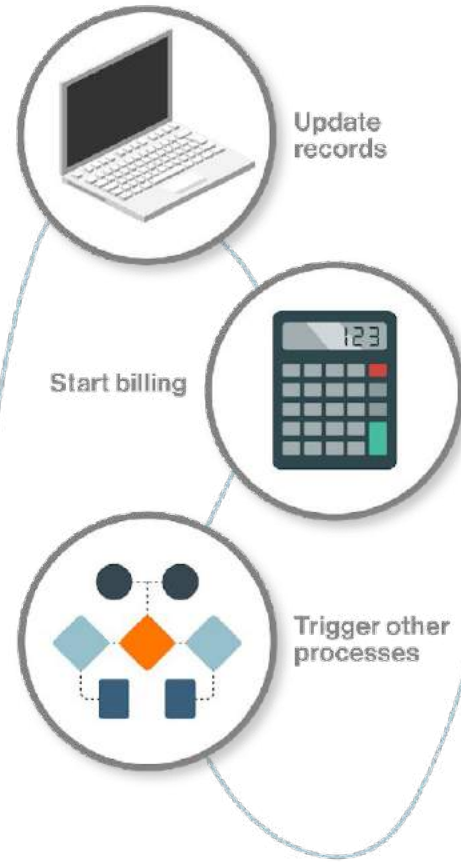 Update
records
123
Start billing
Trigger other
processes